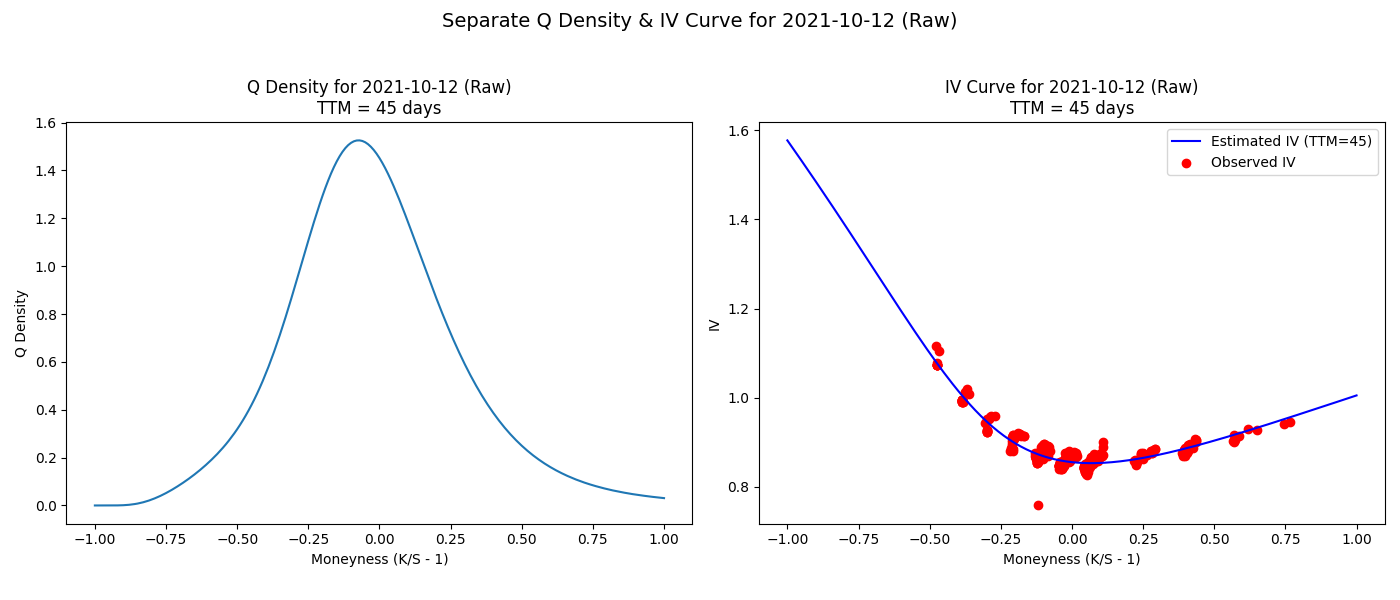 Separate Q Density & IV Curve for 2021-10-12 (Raw)
Q Density for 2021-10-12 (Raw)
TTM = 45 days
1.6
1.4
1.2
1.0
0.8
0.6
0.4
0.2
0.0
Q Density
−1.00 −0.75 −0.50 −0.25 0.00 0.25 0.50 0.75 1.00
Moneyness (K/S - 1)
IV Curve for 2021-10-12 (Raw)
TTM = 45 days
Estimated IV (TTM=45)
Observed IV
1.6
1.4
1.2
1.0
0.8
IV
−1.00 −0.75 −0.50 −0.25 0.00 0.25 0.50 0.75 1.00
Moneyness (K/S - 1)